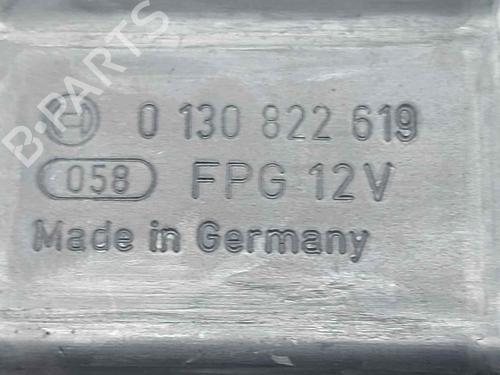 B-PARTS
0 130 822 619
058 FPG 12V
Made in Germany